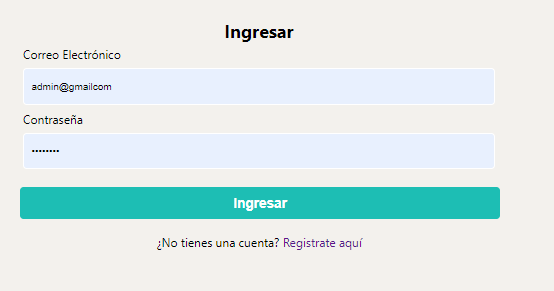 Ingresar
Correo Electrónico
admin@gmailcom
Contraseña
••••••••
Ingresar
¿No tienes una cuenta? Registrate aquí